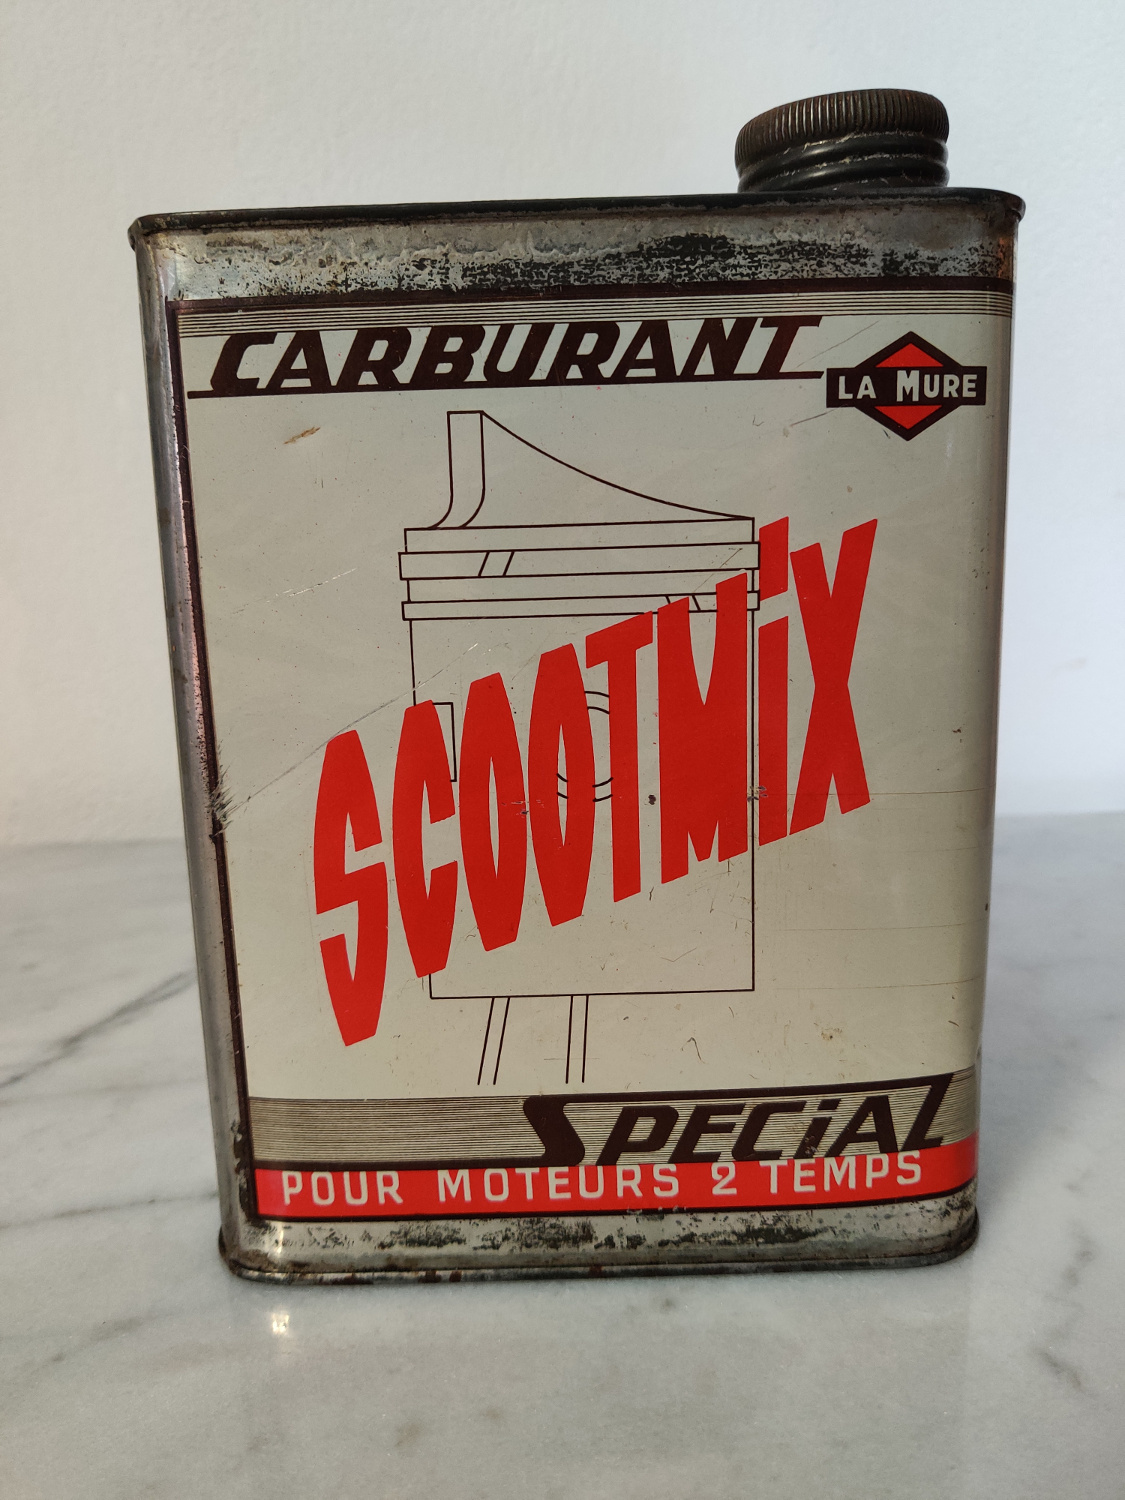 CARBURANT
LA MURE
SCOOTMiX
SPECiAL
POUR MOTEURS 2 TEMPS